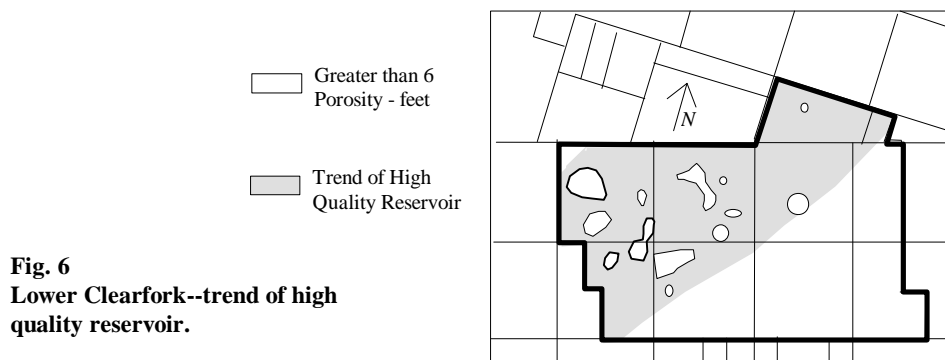 Greater than 6
Porosity - feet
N
Trend of High
Quality Reservoir
Fig. 6
Lower Clearfork--trend of high
quality reservoir.